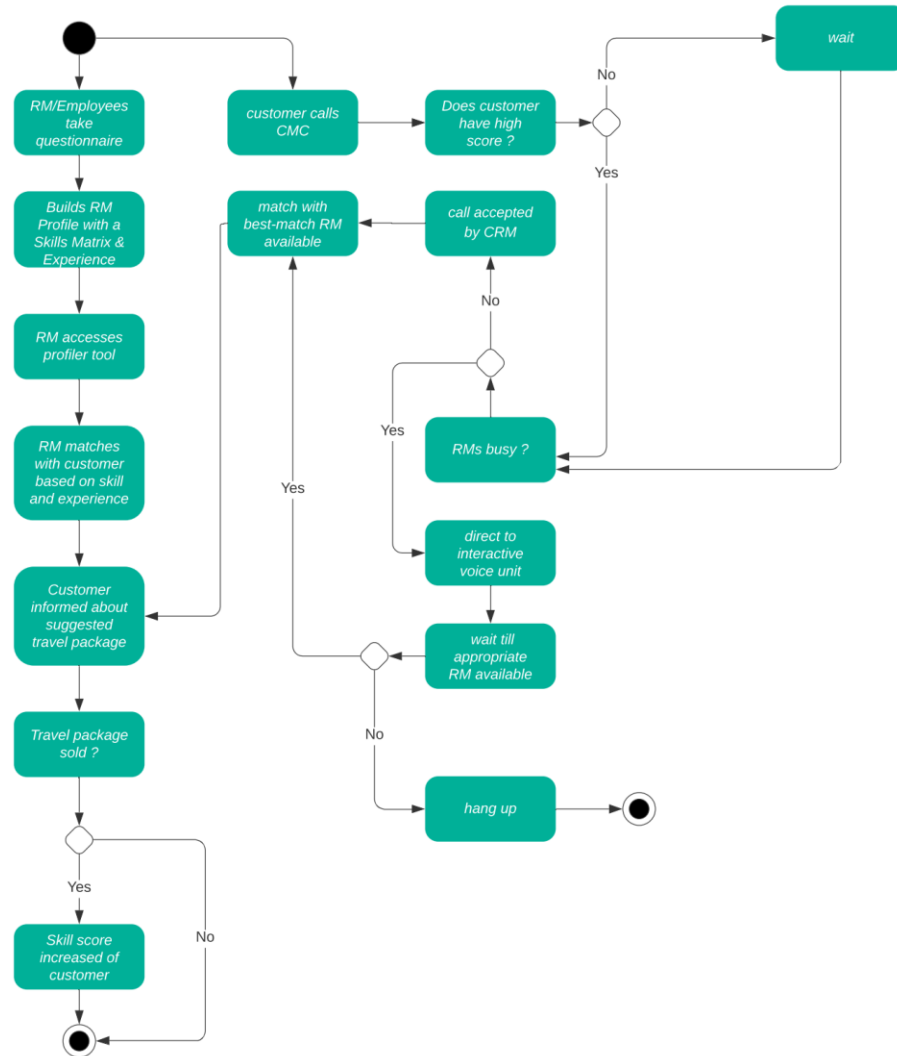 wait
No
RM/Employees
take
questionnaire
customer calls
CMC
Does customer
have high
score ?
Yes
Builds RM
Profile with a
Skills Matrix &
Experience
match with
best-match RM
available
call accepted
by CRM
No
RM accesses
profiler tool
Yes
RM matches
with customer
based on skill
and experience
RMs busy ?
Yes
direct to
interactive
voice unit
Customer
informed about
suggested
travel package
wait till
appropriate
RM available
Travel package
sold ?
No
hang up
Yes
No
Skill score
increased of
customer